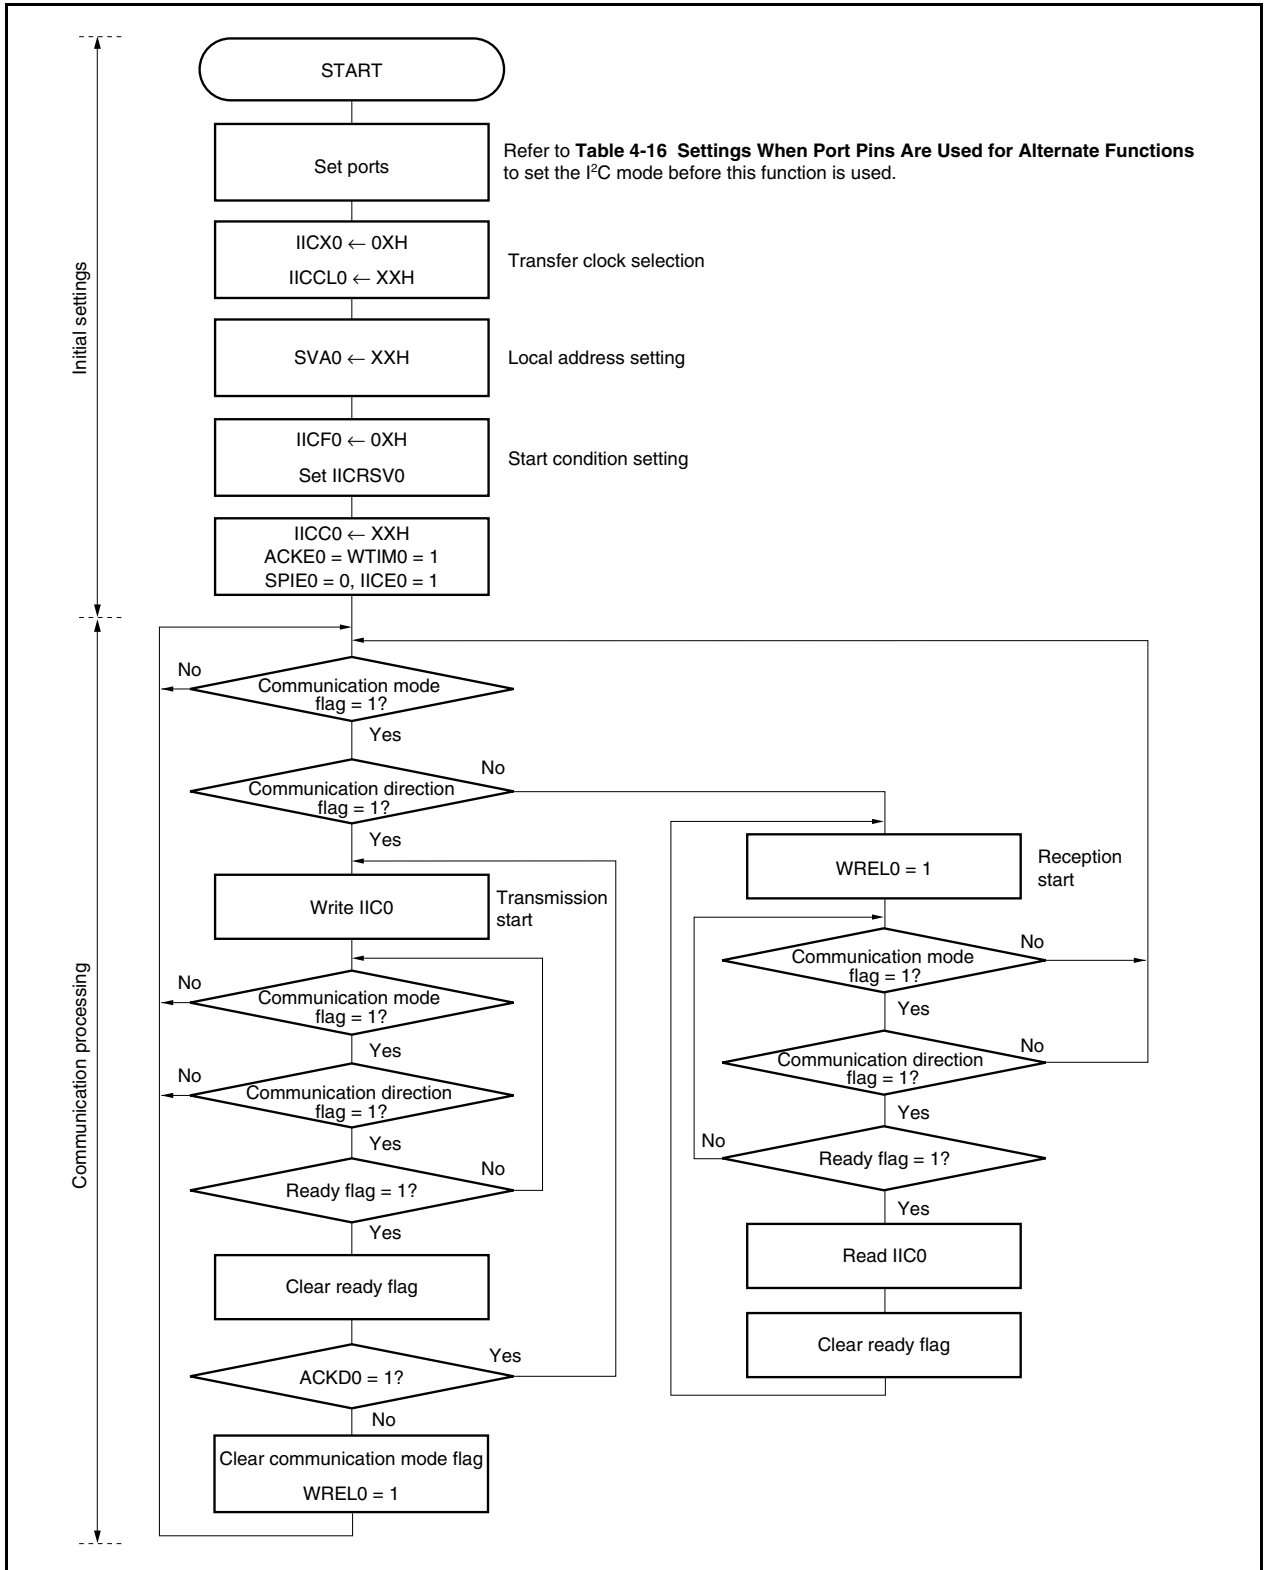 START
Set ports
Refer to Table 4-16 Settings When Port Pins Are Used for Alternate Functions
to set the I²C mode before this function is used.
IICX0 ← 0XH
IICCL0 ← XXH
Transfer clock selection
Initial settings
SVA0 ← XXH
Local address setting
IICF0 ← 0XH
Set IICRSV0
Start condition setting
IICC0 ← XXH
ACKE0 = WTIM0 = 1
SPIE0 = 0, IICE0 = 1
No
Communication mode
flag = 1?
Yes
No
Communication direction
flag = 1?
Yes
Write IIC0
Transmission
start
Communication processing
No
Communication mode
flag = 1?
Yes
No
Communication direction
flag = 1?
Yes
No
Ready flag = 1?
Yes
Clear ready flag
Yes
ACKD0 = 1?
No
Clear communication mode flag
WREL0 = 1
WREL0 = 1
Reception
start
No
Communication mode
flag = 1?
Yes
No
Communication direction
flag = 1?
Yes
No
Ready flag = 1?
Yes
Read IIC0
Clear ready flag